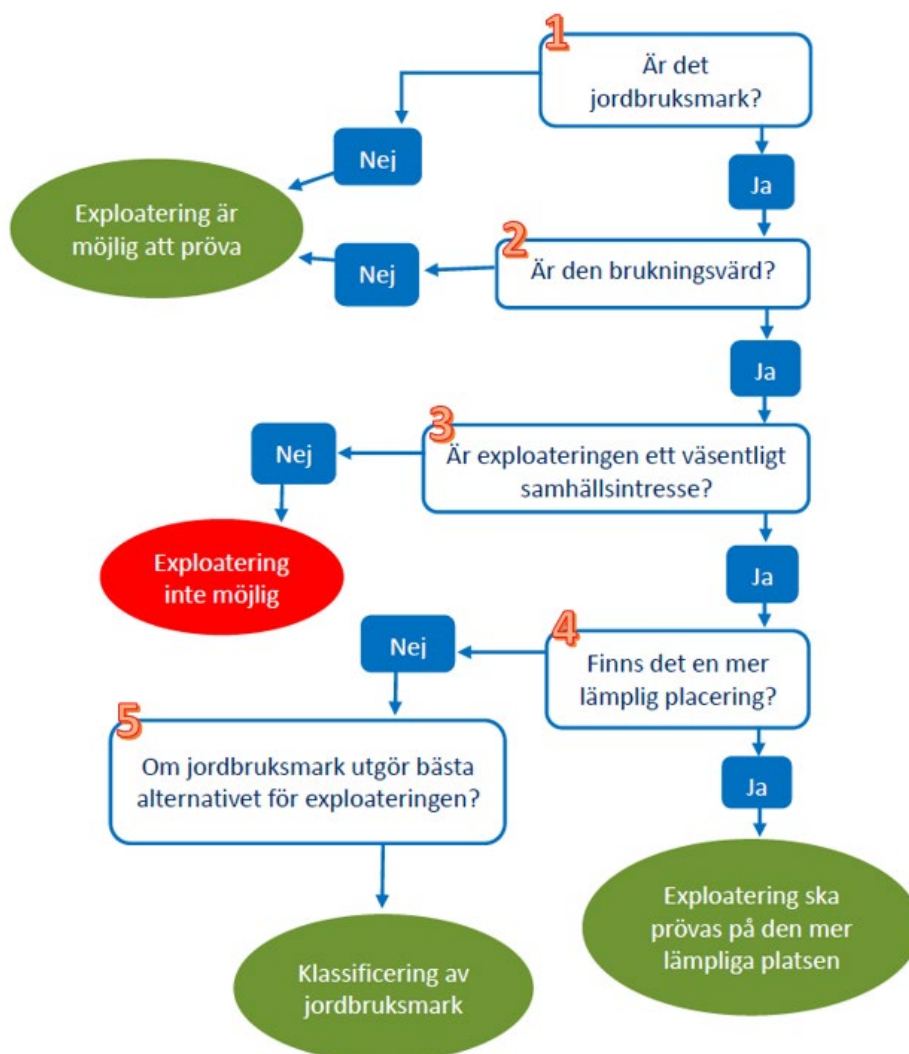 1
Är det
jordbruksmark?
Nej
Ja
Exploatering är
möjlig att pröva
2
Är den brukningsvärd?
Nej
Ja
3
Är exploateringen ett väsentligt
samhällsintresse?
Nej
Exploatering
inte möjlig
Ja
4
Finns det en mer
lämplig placering?
Nej
5
Om jordbruksmark utgör bästa
alternativet för exploateringen?
Ja
Exploatering ska
prövas på den mer
lämpliga platsen
Klassificering av
jordbruksmark